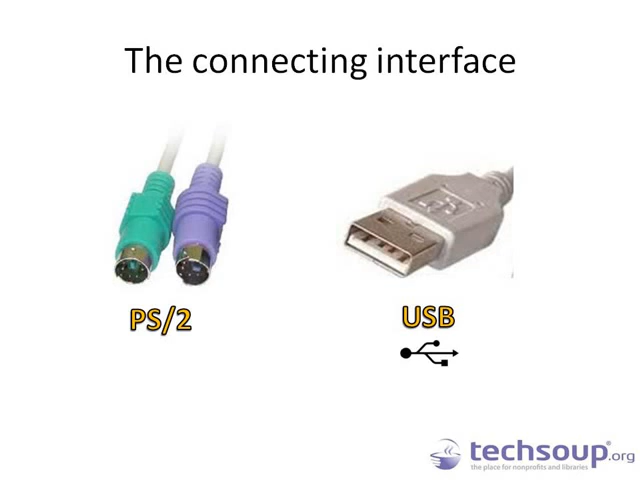 The connecting interface
PS/2
USB
techsoup®.org
the place for nonprofits and libraries